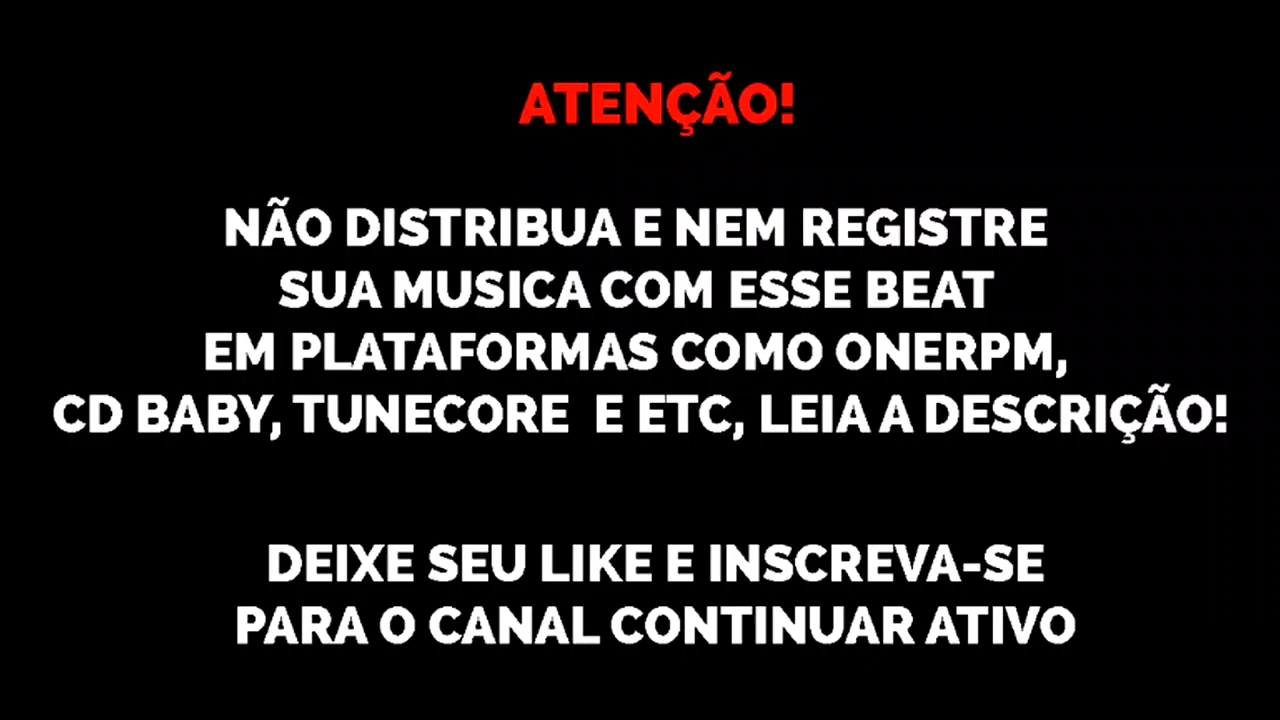 ATENÇÃO!
NÃO DISTRIBUA E NEM REGISTRE
SUA MUSICA COM ESSE BEAT
EM PLATAFORMAS COMO ONERPM,
CD BABY, TUNECORE E ETC, LEIA A DESCRIÇÃO!
DEIXE SEU LIKE E INSCREVA-SE
PARA O CANAL CONTINUAR ATIVO